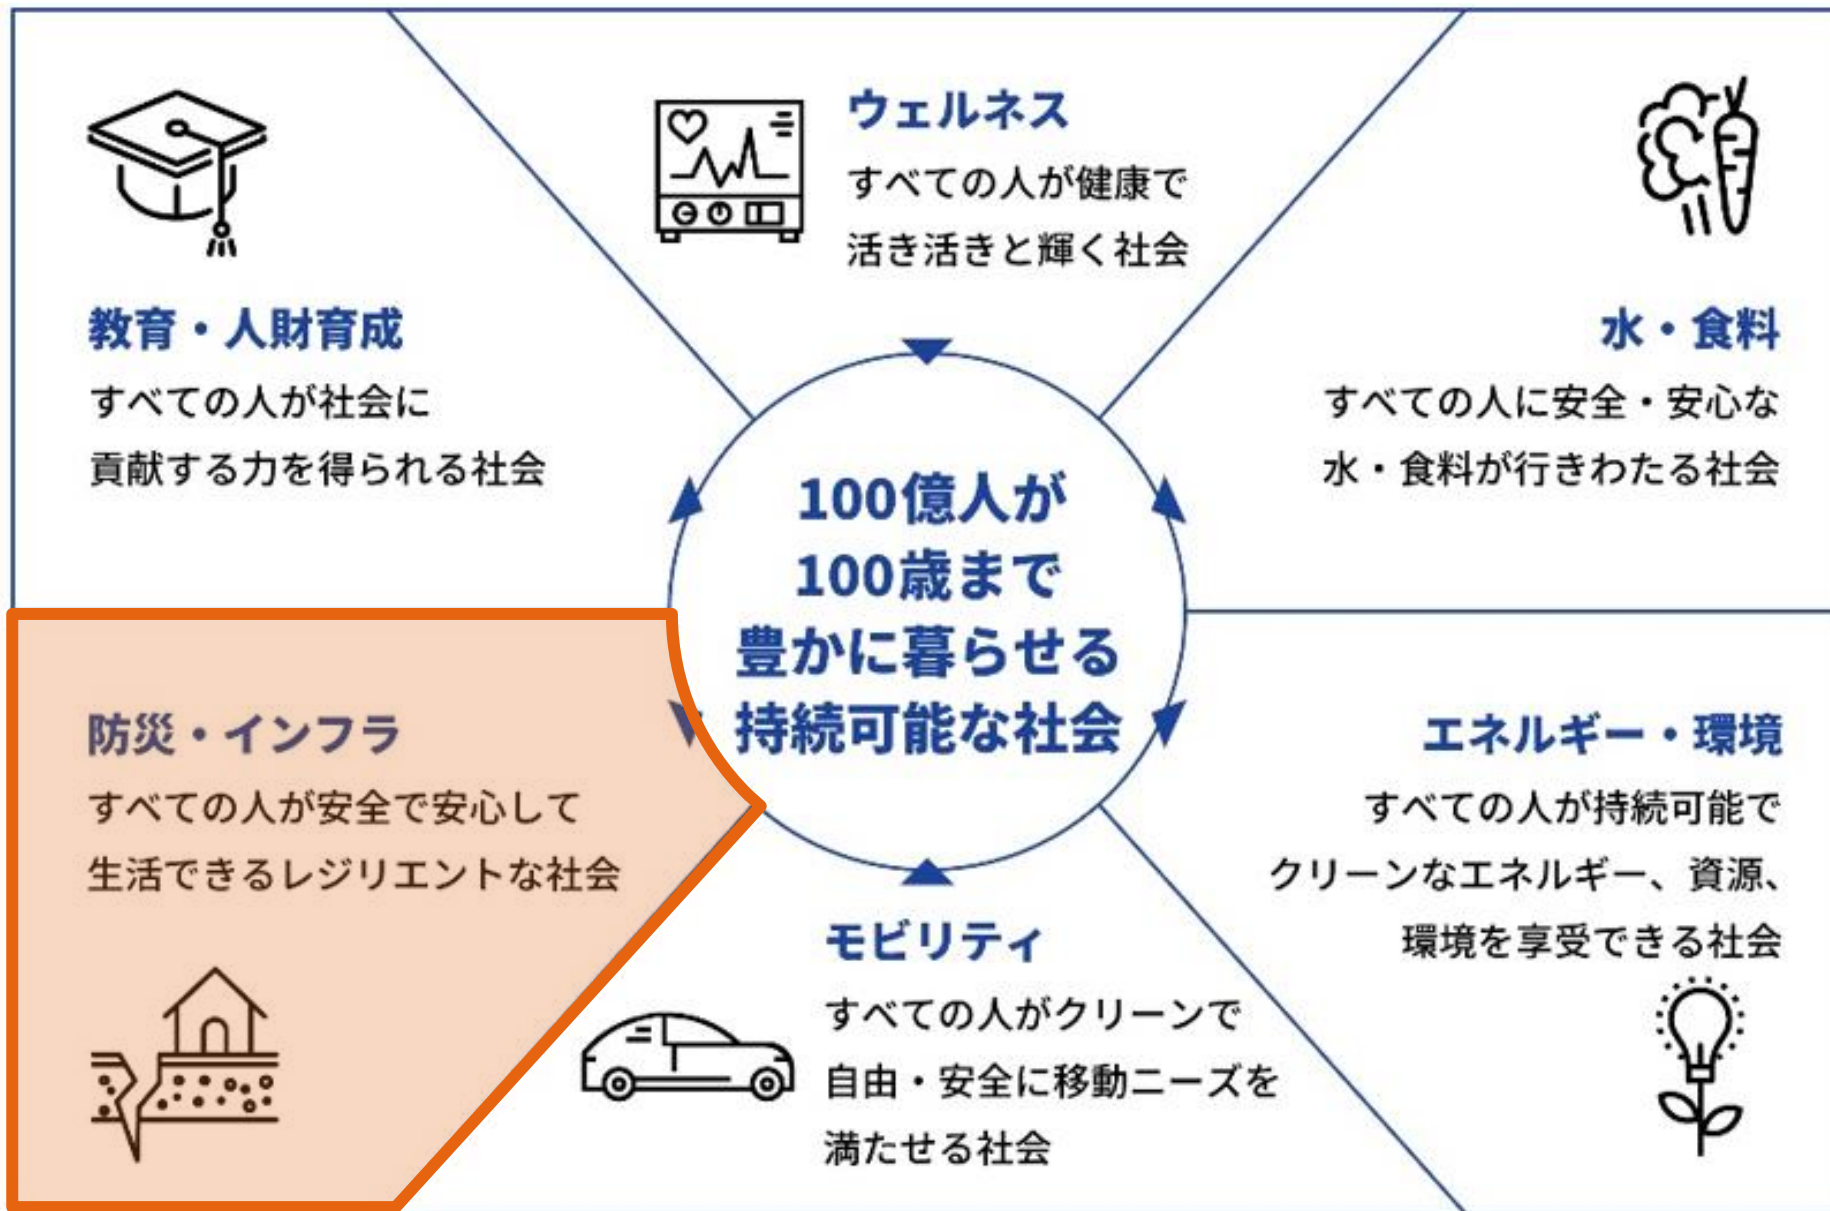 ウェルネス
すべての人が健康で
活き活きと輝く社会
教育・人財育成
すべての人が社会に
貢献する力を得られる社会
水・食料
すべての人に安全・安心な
水・食料が行きわたる社会
100億人が
100歳まで
豊かに暮らせる
持続可能な社会
防災・インフラ
すべての人が安全で安心して
生活できるレジリエントな社会
エネルギー・環境
すべての人が持続可能で
クリーンなエネルギー、資源、
環境を享受できる社会
モビリティ
すべての人がクリーンで
自由・安全に移動ニーズを
満たせる社会